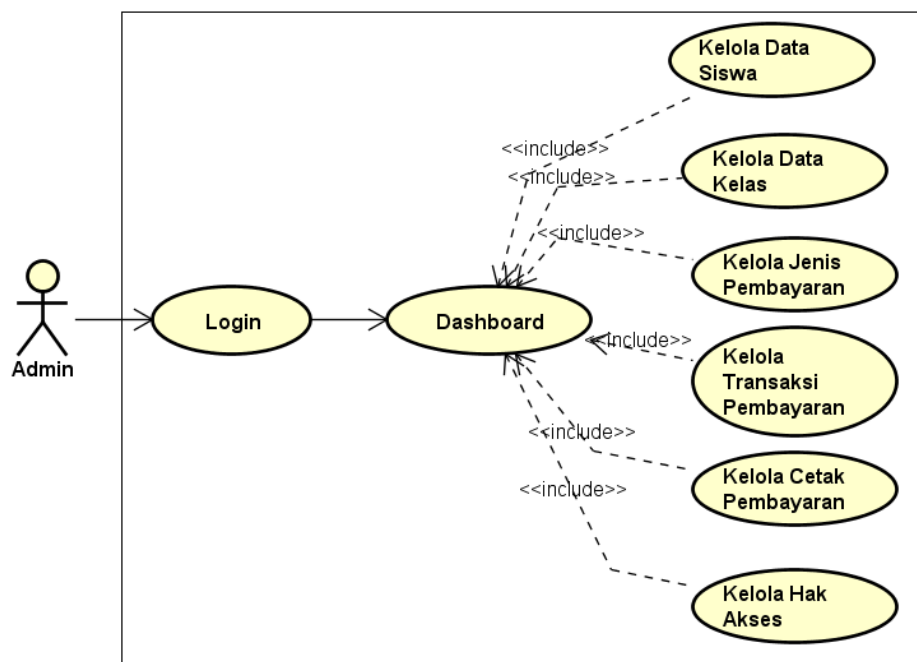 Kelola Data
Siswa
<<include>>
Kelola Data
Kelas
<<include>>
<<include>>
Kelola Jenis
Pembayaran
Admin
Login
Dashboard
<<include>>
Kelola
Transaksi
Pembayaran
<<include>>
Kelola Cetak
Pembayaran
<<include>>
Kelola Hak
Akses